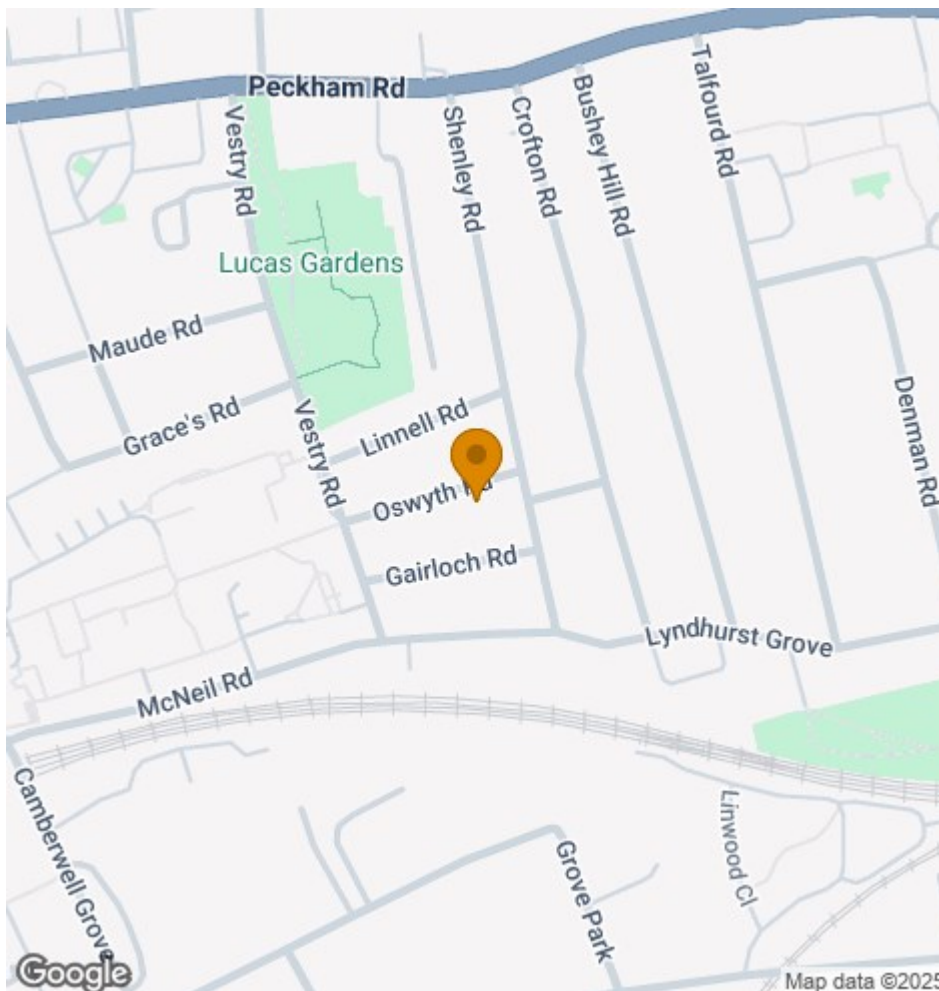 Peckham Rd
Vestry Rd
Shenley Rd
Crofton Rd
Bushey Hill Rd
Talfourd Rd
Lucas Gardens
Maude Rd
Grace's Rd
Vestry Rd
Linnell Rd
Oswyth Rd
Gairloch Rd
Denman Rd
Lyndhurst Grove
McNeil Rd
Camberwell Grove
Grove Park
Linwood Cl
Google
Map data ©2025